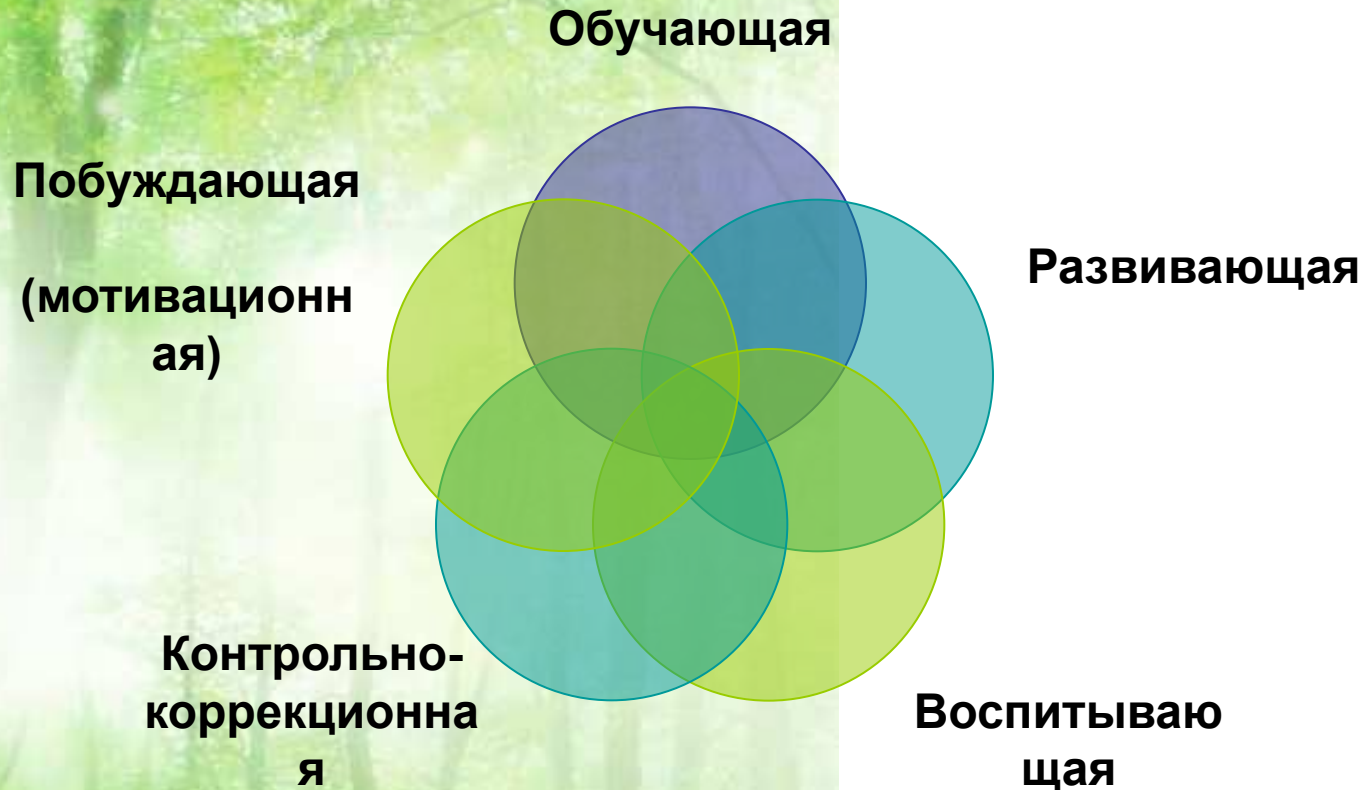 Обучающая
Побуждающая
(мотивационн
ая)
Развивающая
Контрольно-
коррекционна
я
Воспитываю
щая